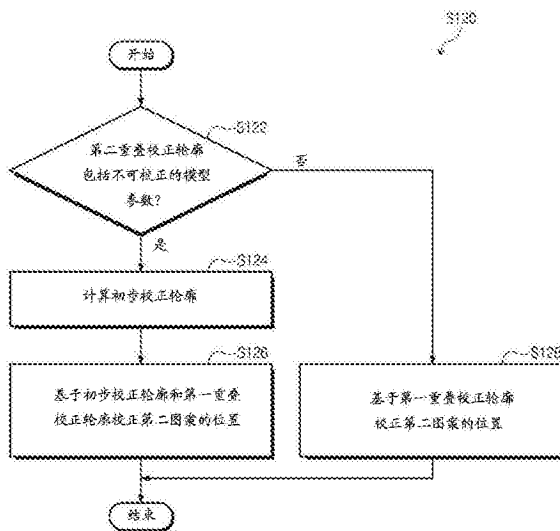 S120
开始
S122
第二重叠校正轮廓
包括不可校正的模型
参数?
否
是
S124
计算初步校正轮廓
S126
基于初步校正轮廓和第一重叠
校正轮廓校正第二图案的位置
S128
基于第一重叠校正轮廓
校正第二图案的位置
结束